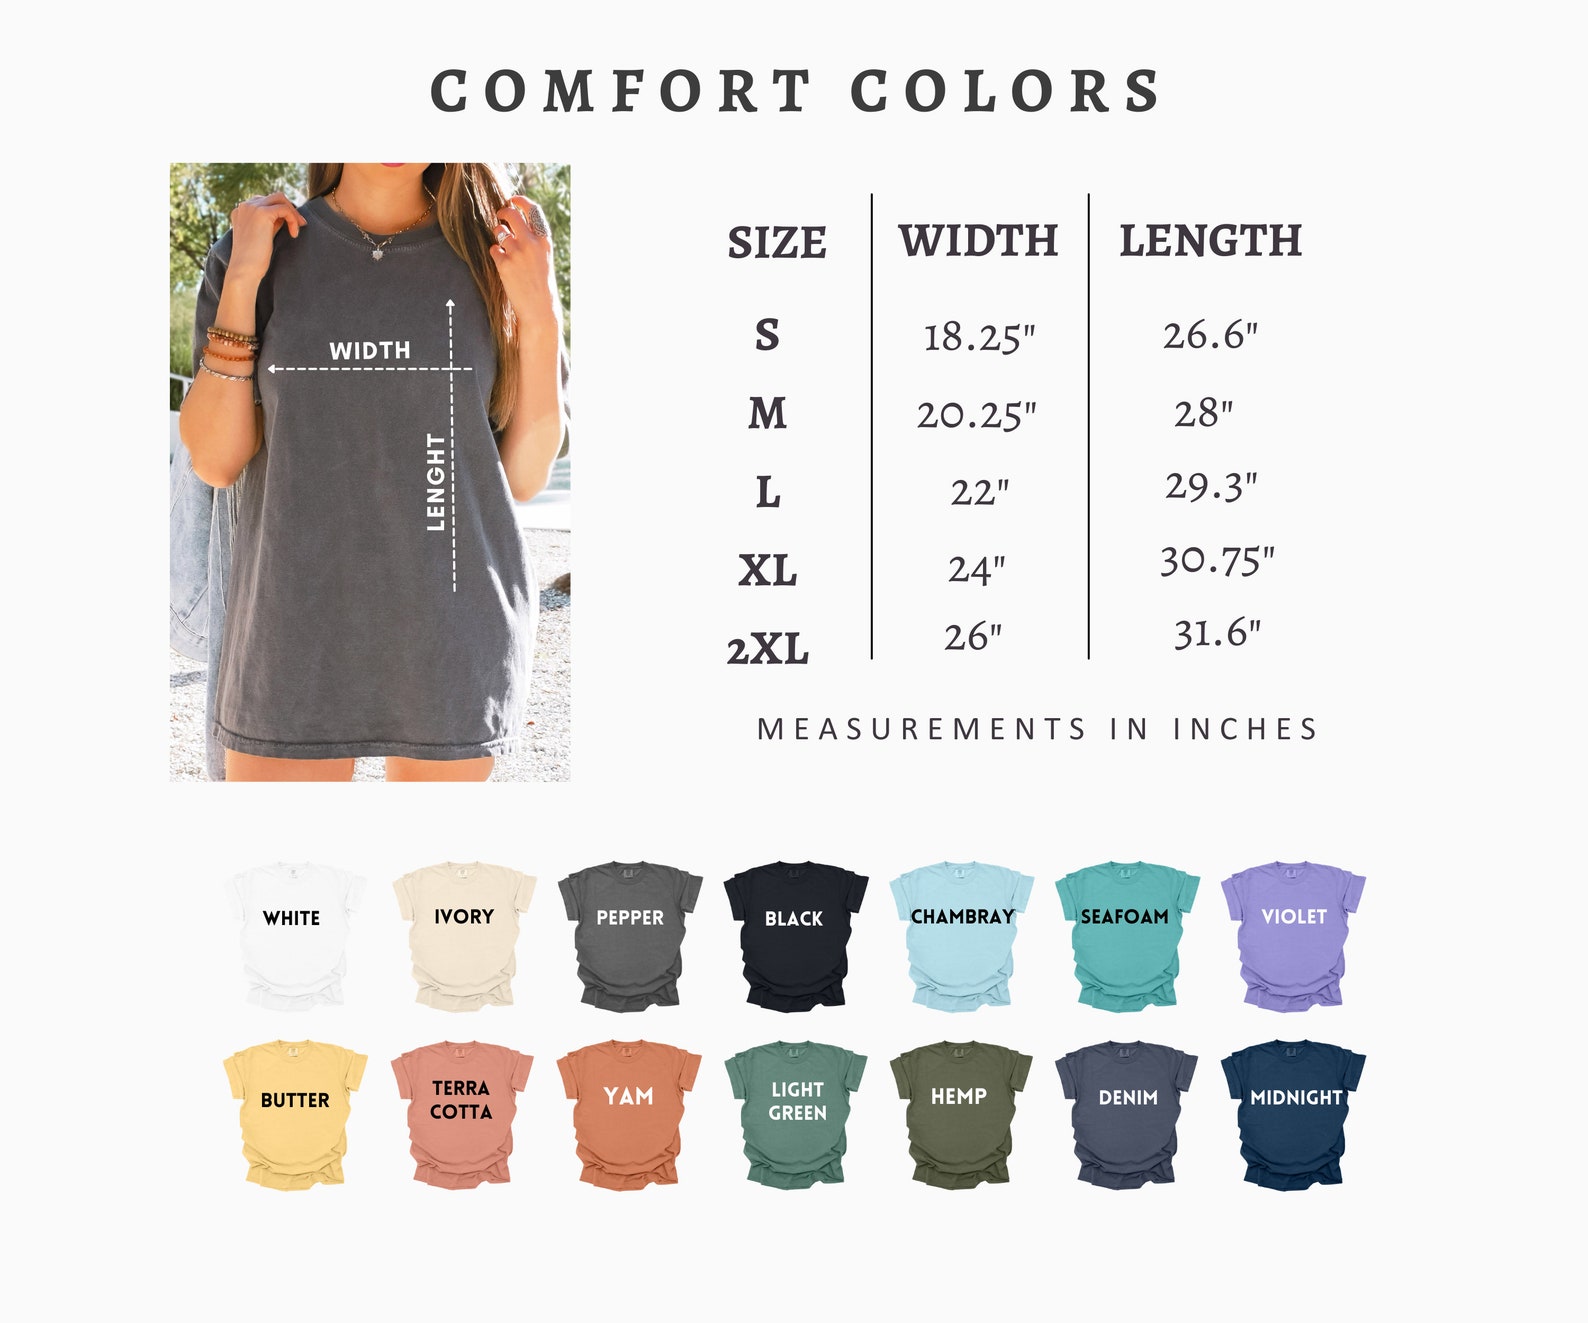 COMFORT COLORS
WIDTH
LENGHT
SIZE WIDTH LENGTH
S 18.25" 26.6"
M 20.25" 28"
L 22" 29.3"
XL 24" 30.75"
2XL 26" 31.6"
MEASUREMENTS IN INCHES
WHITE IVORY PEPPER BLACK CHAMBRAY SEAFOAM VIOLET
BUTTER
TERRA
COTTA
YAM
LIGHT
GREEN
HEMP
DENIM
MIDNIGHT